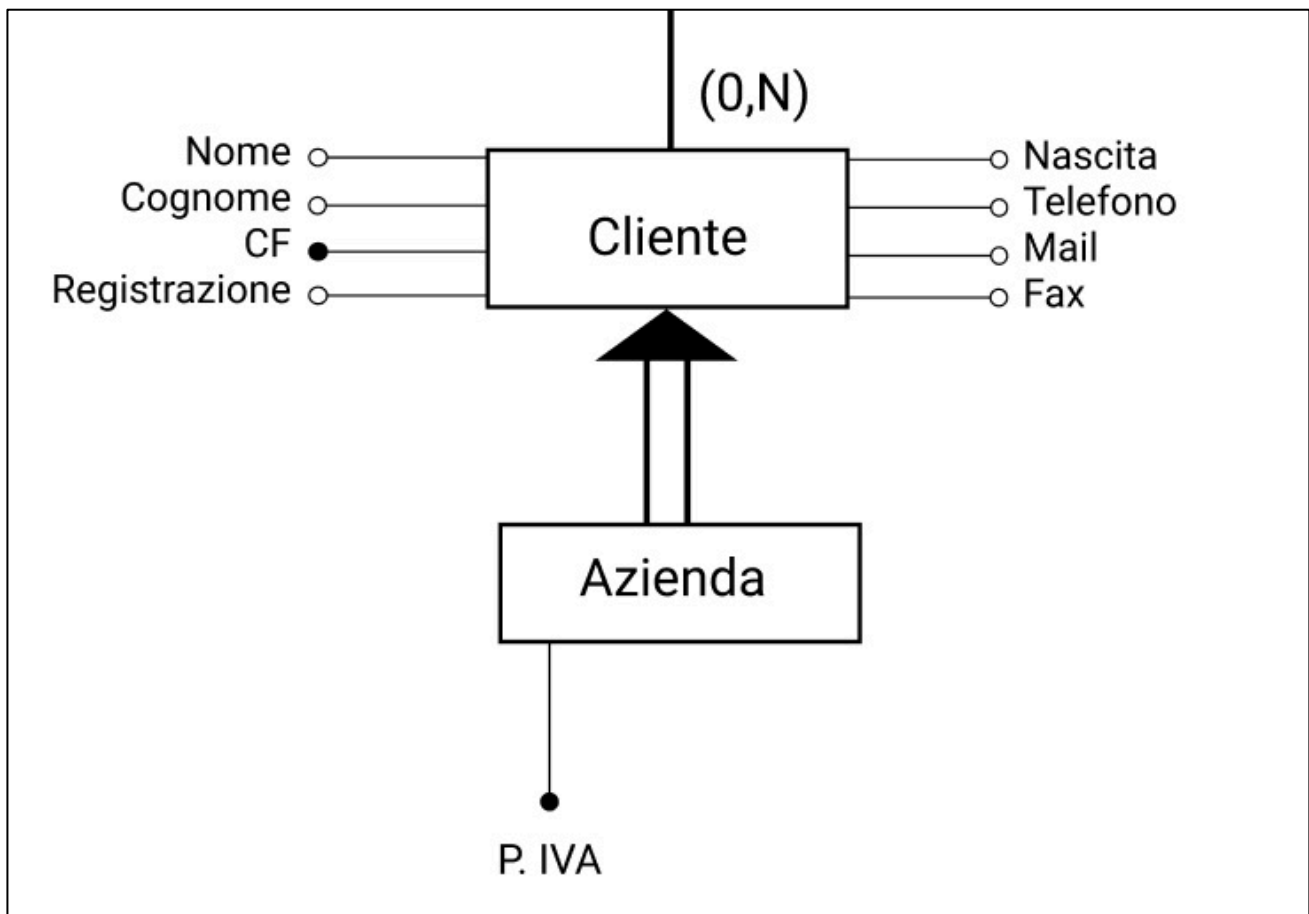 (0,N)
Nome
Cognome
CF
Registrazione
Cliente
Nascita
Telefono
Mail
Fax
Azienda
P. IVA